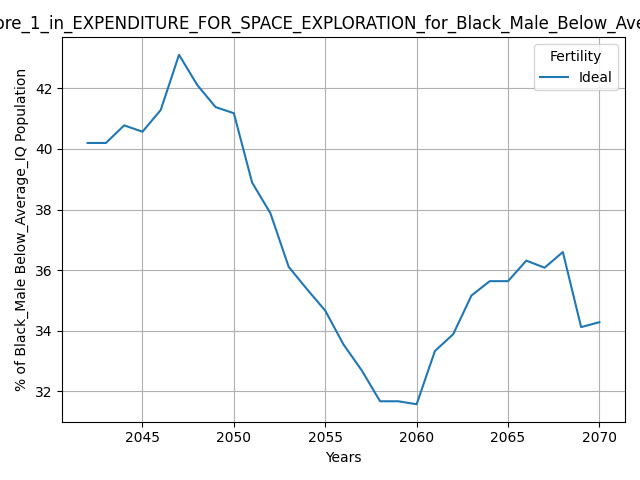 ore_1_in_EXPENDITURE_FOR_SPACE_EXPLORATION_for_Black_Male_Below_Ave
Fertility
Ideal
% of Black_Male Below_Average_IQ Population
42
40
38
36
34
32
2045 2050 2055 2060 2065 2070
Years